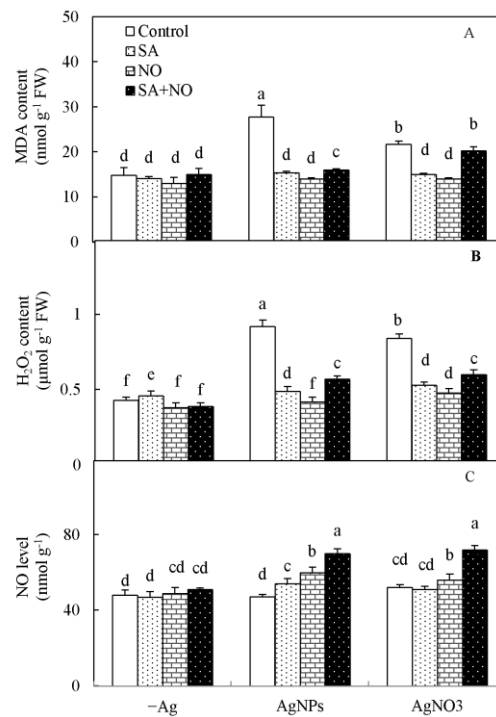 50
40
30
20
10
0
MDA content
(nmol g⁻¹ FW)
Control
SA
NO
SA+NO
A
d d d d
a
d d c
b
d d
b
1
0.5
0
H₂O₂ content
(μmol g⁻¹ FW)
B
f e f f
a
d f c
b
d d c
80
40
0
NO level
(nmol g⁻¹)
C
d d cd cd
d c b a
cd cd b a
−Ag AgNPs AgNO3